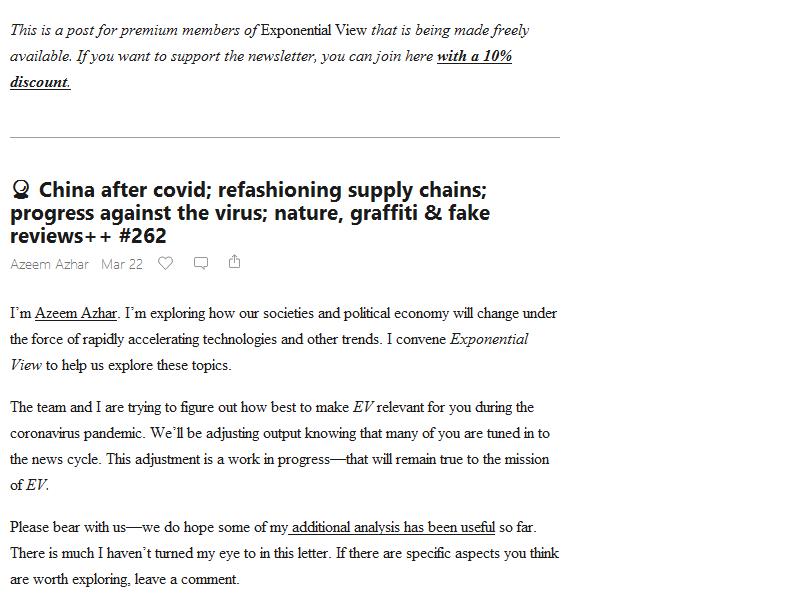 This is a post for premium members of Exponential View that is being made freely
available. If you want to support the newsletter, you can join here with a 10%
discount.
🔮 China after covid; refashioning supply chains;
progress against the virus; nature, graffiti & fake
reviews++ #262
Azeem Azhar Mar 22
I’m Azeem Azhar. I’m exploring how our societies and political economy will change under
the force of rapidly accelerating technologies and other trends. I convene Exponential
View to help us explore these topics.
The team and I are trying to figure out how best to make EV relevant for you during the
coronavirus pandemic. We’ll be adjusting output knowing that many of you are tuned in to
the news cycle. This adjustment is a work in progress—that will remain true to the mission
of EV.
Please bear with us—we do hope some of my additional analysis has been useful so far.
There is much I haven’t turned my eye to in this letter. If there are specific aspects you think
are worth exploring, leave a comment.